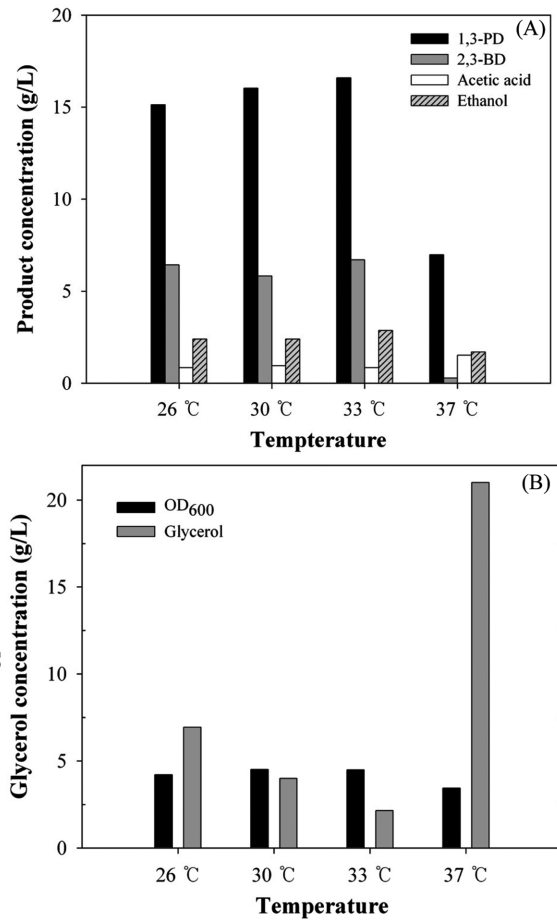 (A)
1,3-PD
2,3-BD
Acetic acid
Ethanol
20
15
10
5
0
Product concentration (g/L)
26 ℃ 30 ℃ 33 ℃ 37 ℃
Tempterature
(B)
OD600
Glycerol
20
15
10
5
0
Glycerol concentration (g/L)
26 ℃ 30 ℃ 33 ℃ 37 ℃
Temperature